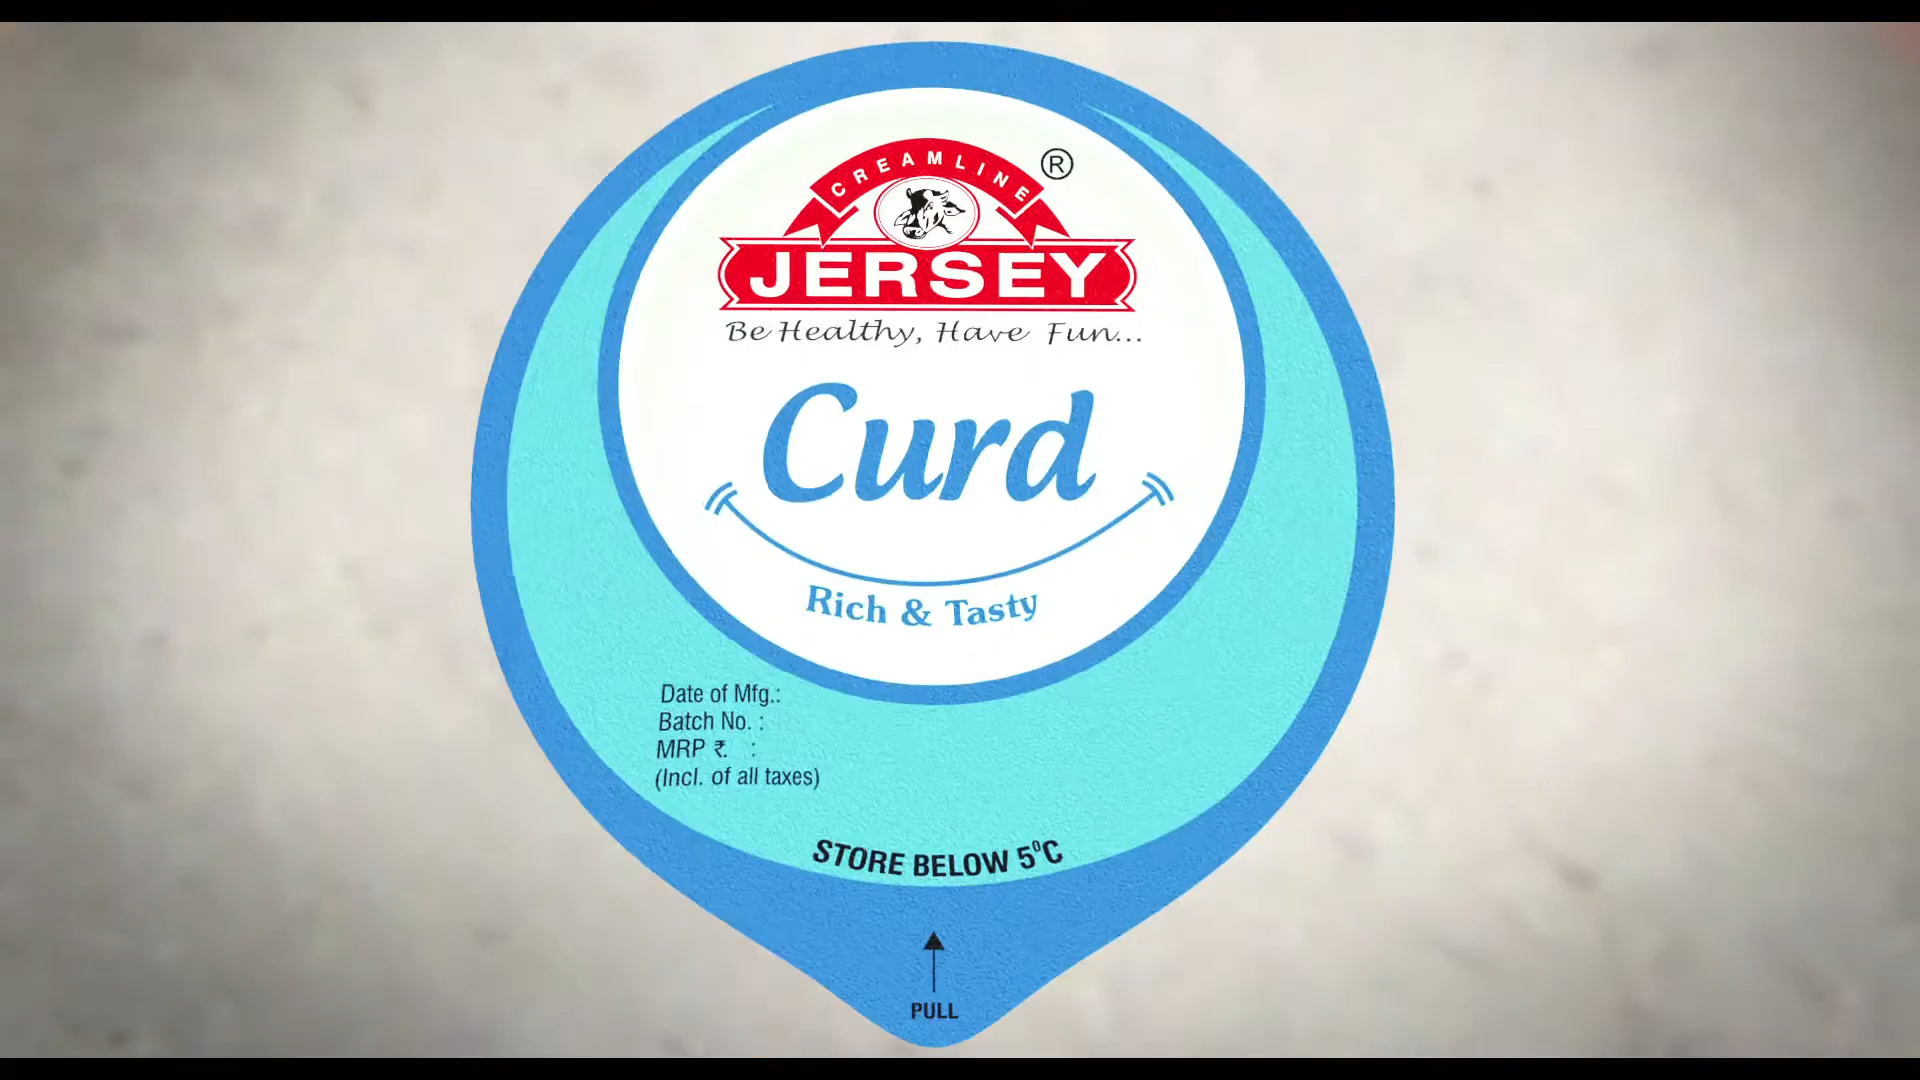 CREAMLINE ®
JERSEY
Be Healthy, Have Fun...
Curd
Rich & Tasty
Date of Mfg.:
Batch No. :
MRP ₹. :
(Incl. of all taxes)
STORE BELOW 5⁰C
PULL